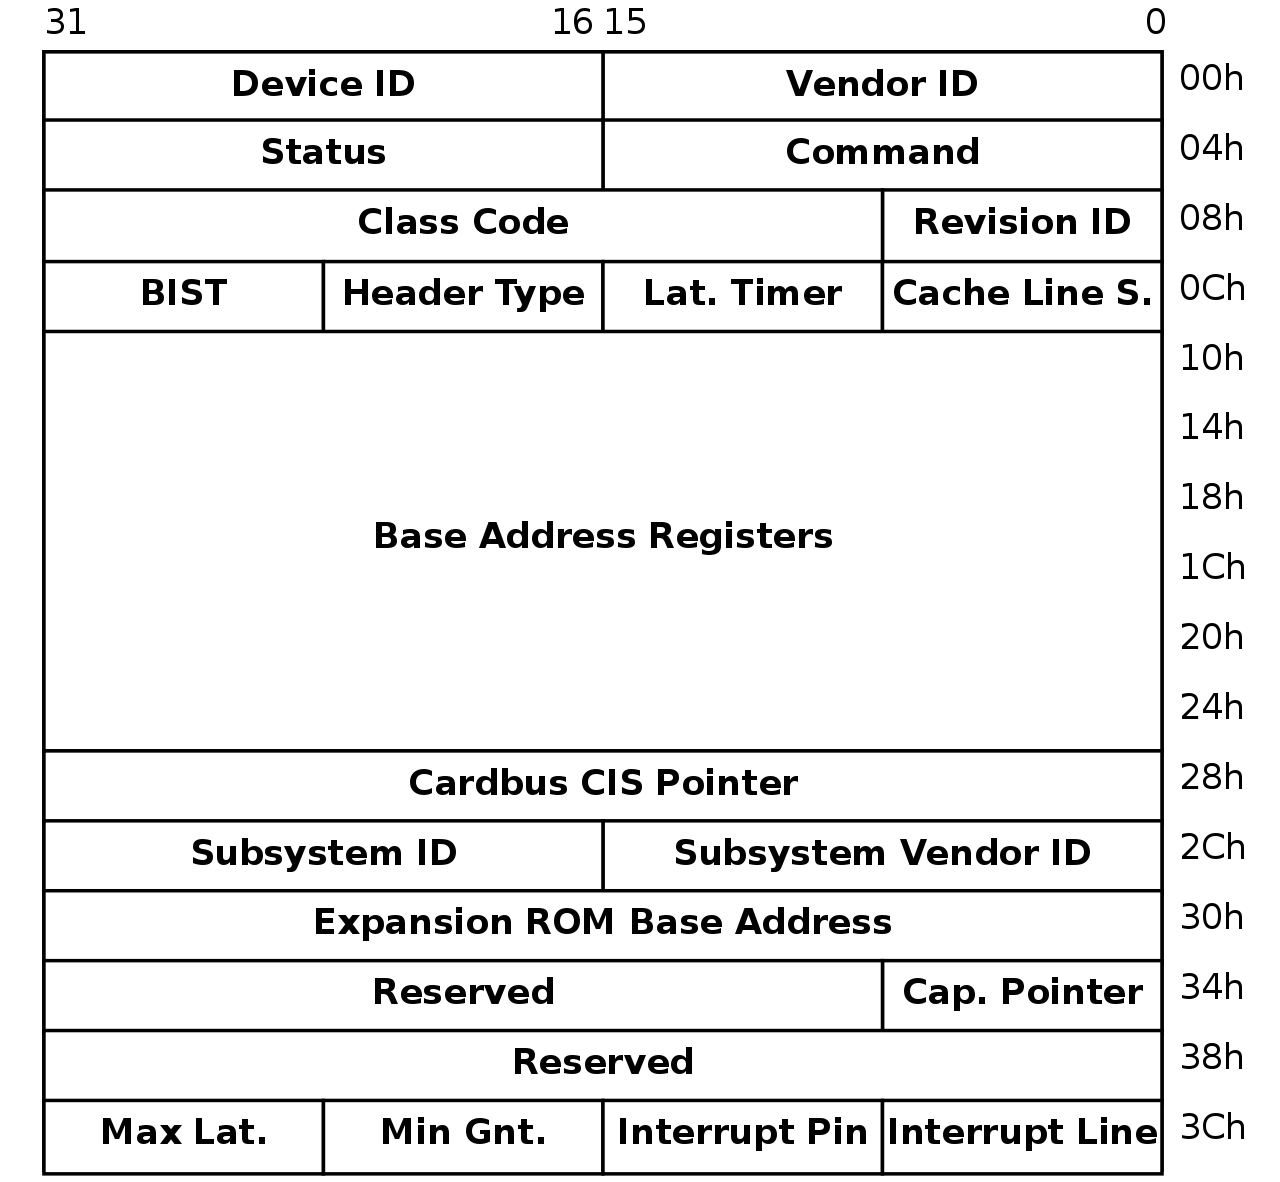 31 16 15 0
Device ID Vendor ID 00h
Status Command 04h
Class Code Revision ID 08h
BIST Header Type Lat. Timer Cache Line S. 0Ch
10h
14h
18h
Base Address Registers
1Ch
20h
24h
Cardbus CIS Pointer 28h
Subsystem ID Subsystem Vendor ID 2Ch
Expansion ROM Base Address 30h
Reserved Cap. Pointer 34h
Reserved 38h
Max Lat. Min Gnt. Interrupt Pin Interrupt Line 3Ch